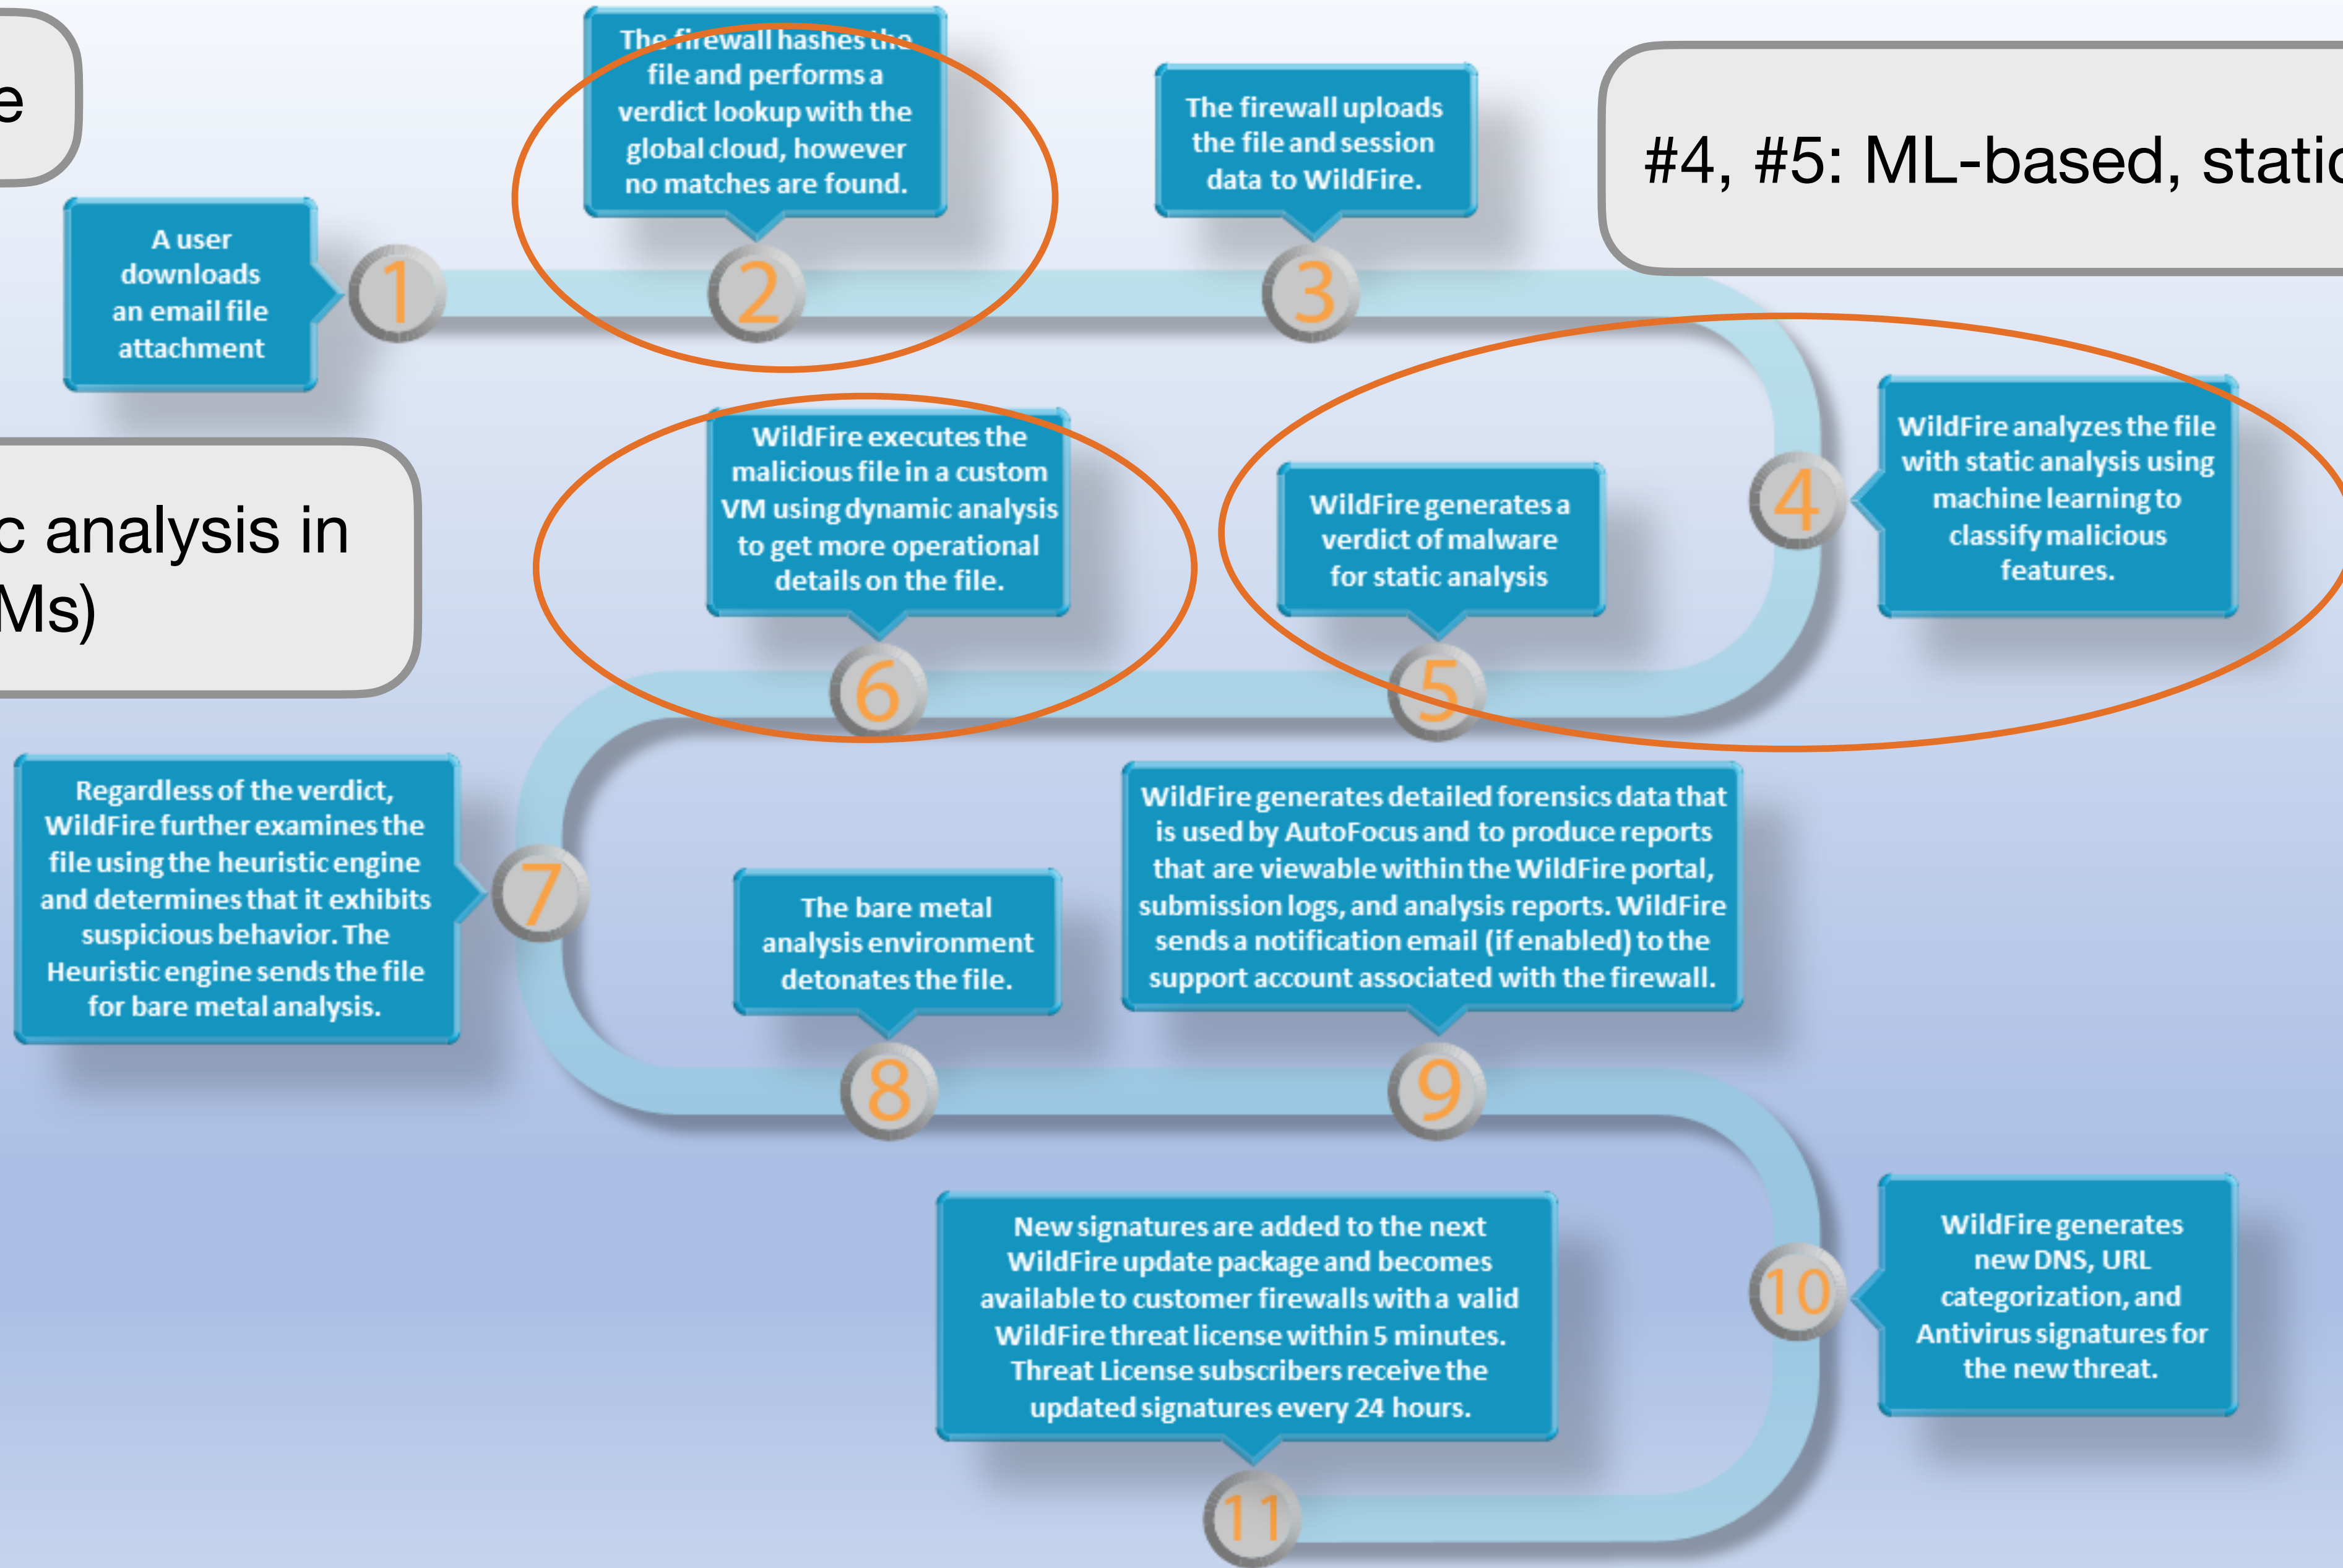 e
The firewall hashes the
file and performs a
verdict lookup with the
global cloud, however
no matches are found.
The firewall uploads
the file and session
data to WildFire.
#4, #5: ML-based, static
A user
downloads
an email file
attachment
1
2
3
c analysis in
Ms)
WildFire executes the
malicious file in a custom
VM using dynamic analysis
to get more operational
details on the file.
WildFire generates a
verdict of malware
for static analysis
WildFire analyzes the file
with static analysis using
machine learning to
classify malicious
features.
4
5
6
Regardless of the verdict,
WildFire further examines the
file using the heuristic engine
and determines that it exhibits
suspicious behavior. The
Heuristic engine sends the file
for bare metal analysis.
7
The bare metal
analysis environment
detonates the file.
8
WildFire generates detailed forensics data that
is used by AutoFocus and to produce reports
that are viewable within the WildFire portal,
submission logs, and analysis reports. WildFire
sends a notification email (if enabled) to the
support account associated with the firewall.
9
WildFire generates
new DNS, URL
categorization, and
Antivirus signatures for
the new threat.
10
New signatures are added to the next
WildFire update package and becomes
available to customer firewalls with a valid
WildFire threat license within 5 minutes.
Threat License subscribers receive the
updated signatures every 24 hours.
11